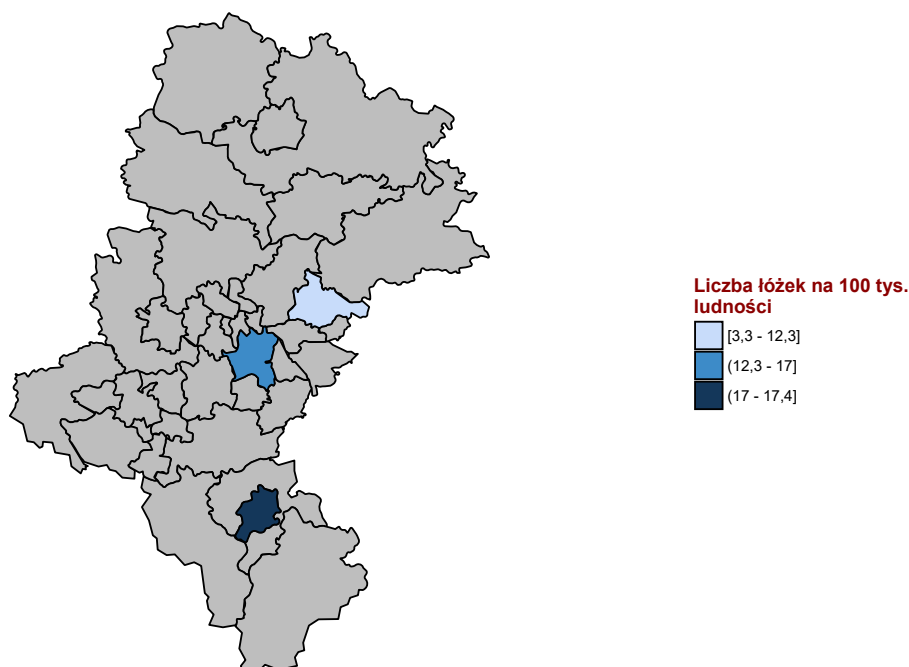 Liczba łóżek na 100 tys.
ludności
[3,3 - 12,3]
(12,3 - 17]
(17 - 17,4]